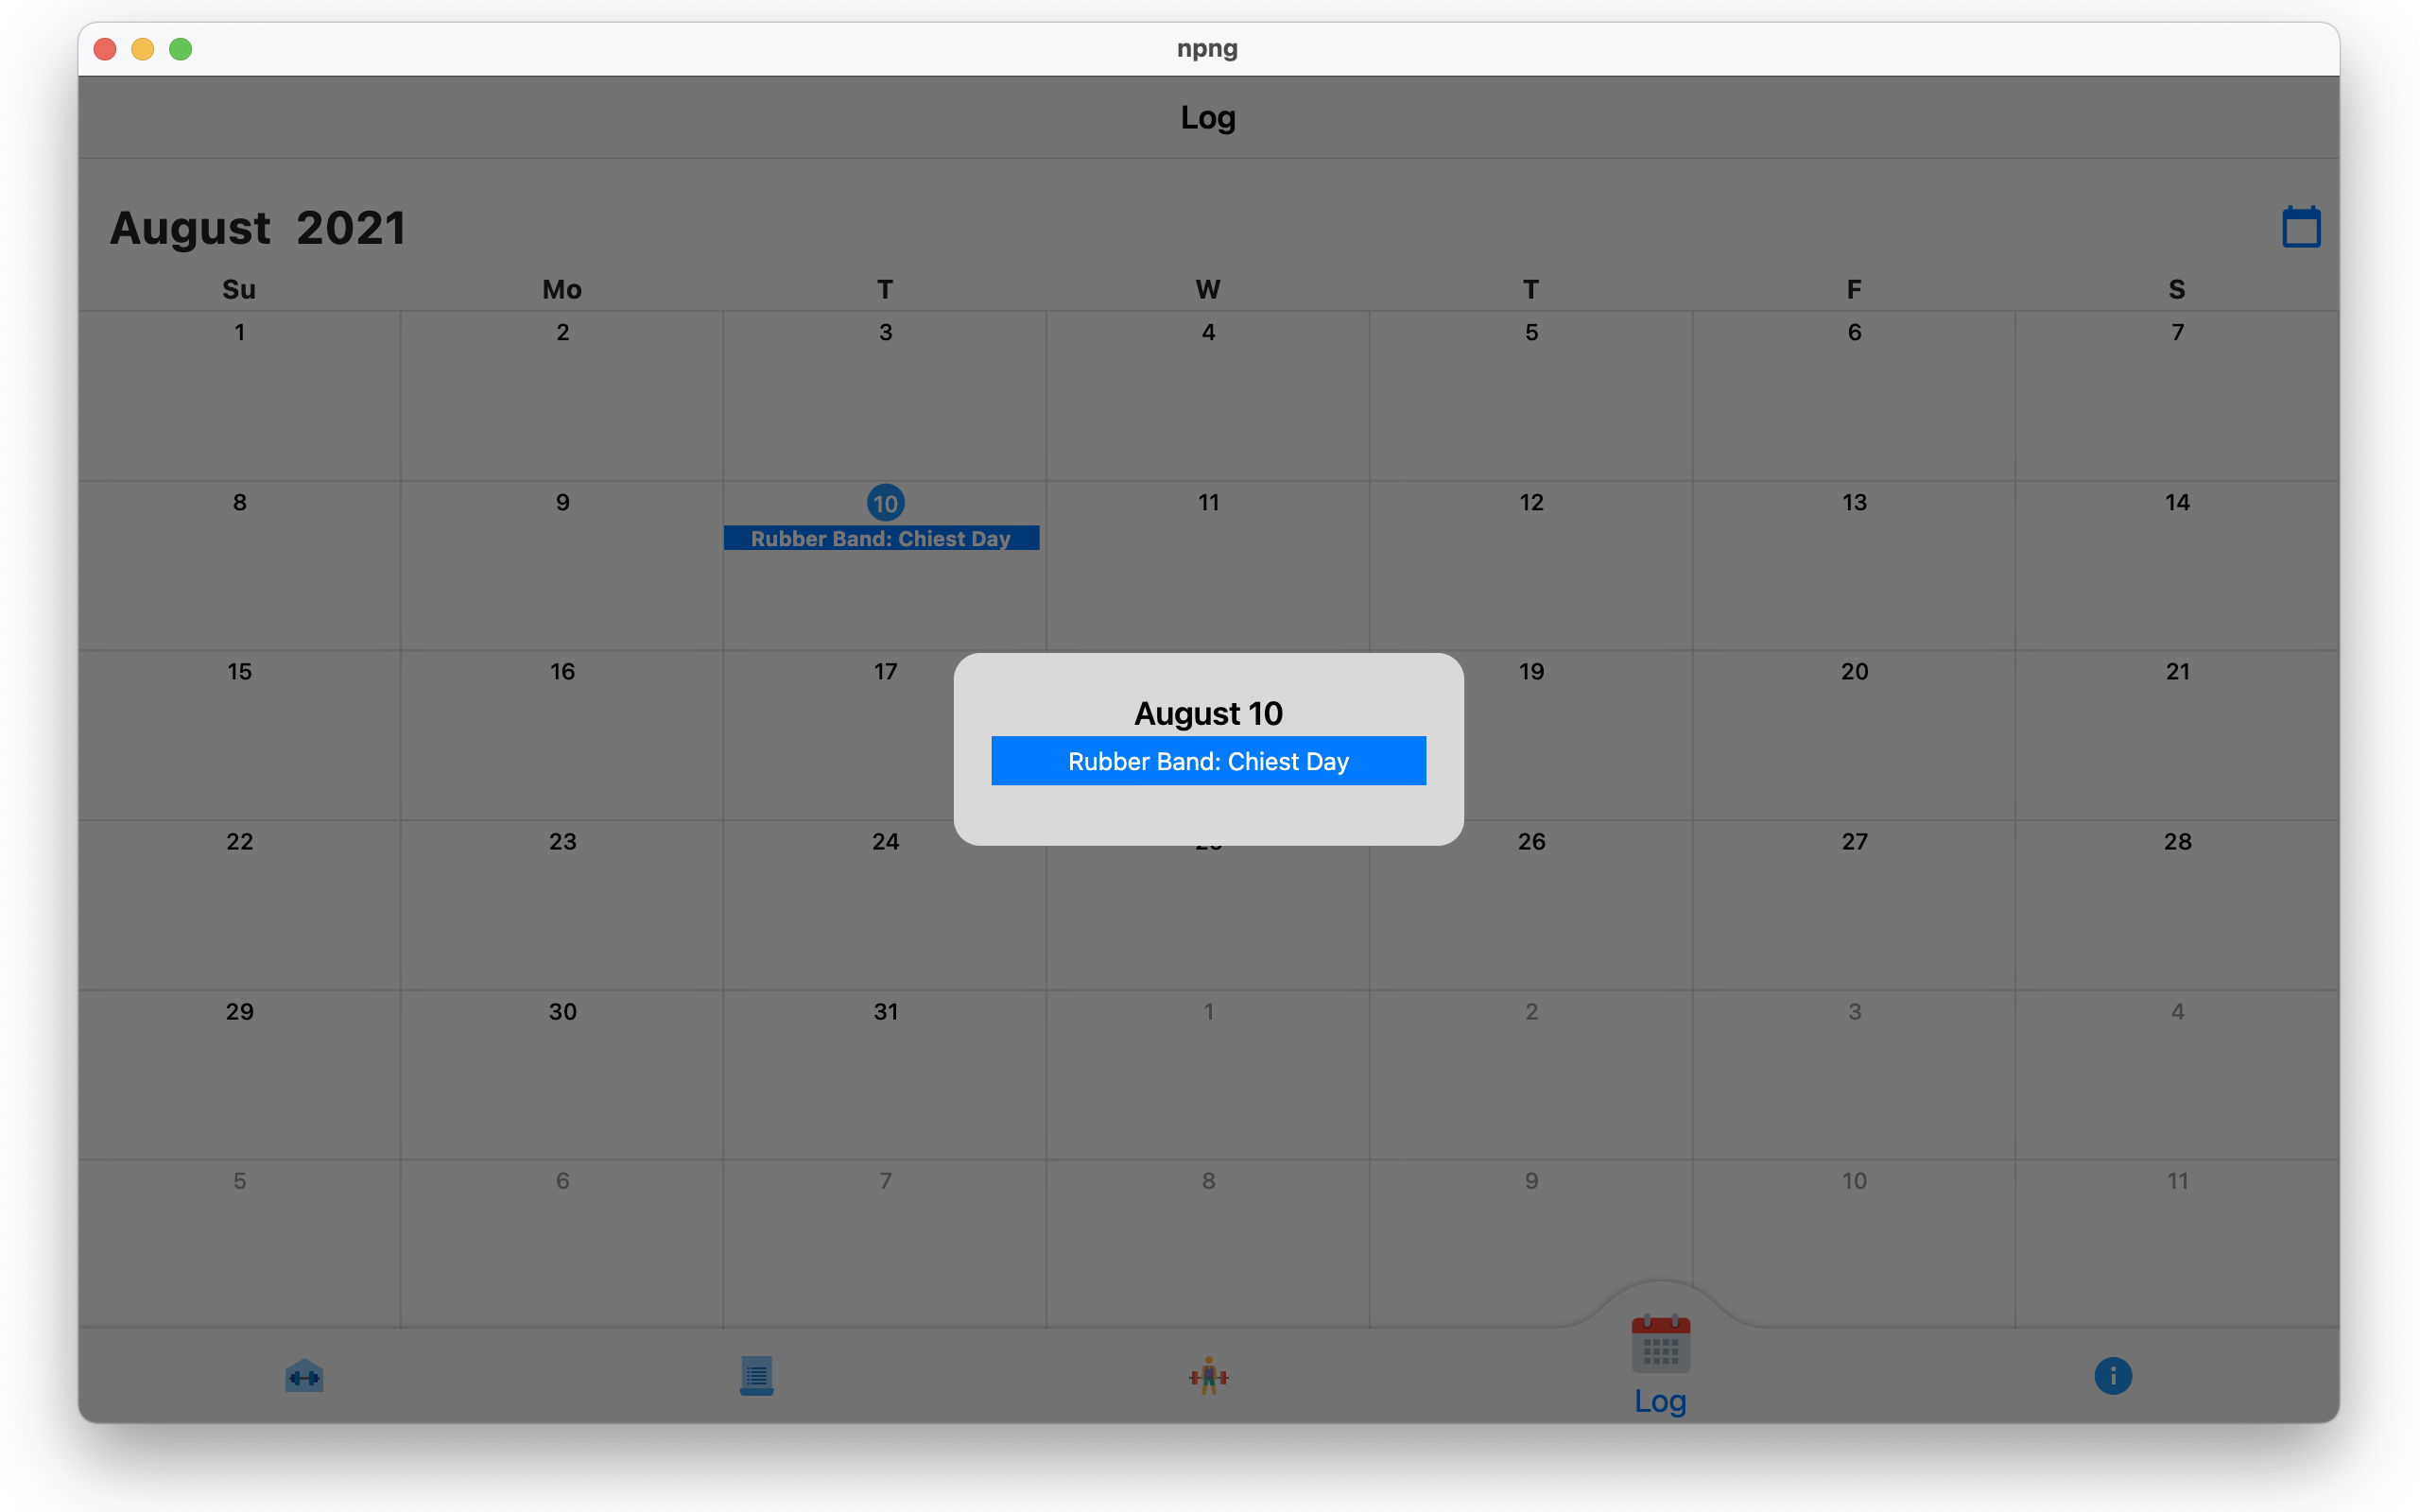 npng
Log
August 2021
Su Mo T W T F S
1 2 3 4 5 6 7
8 9 10 11 12 13 14
Rubber Band: Chiest Day
15 16 17 19 20 21
August 10
Rubber Band: Chiest Day
22 23 24 26 27 28
29 30 31 1 2 3 4
5 6 7 8 9 10 11
Log